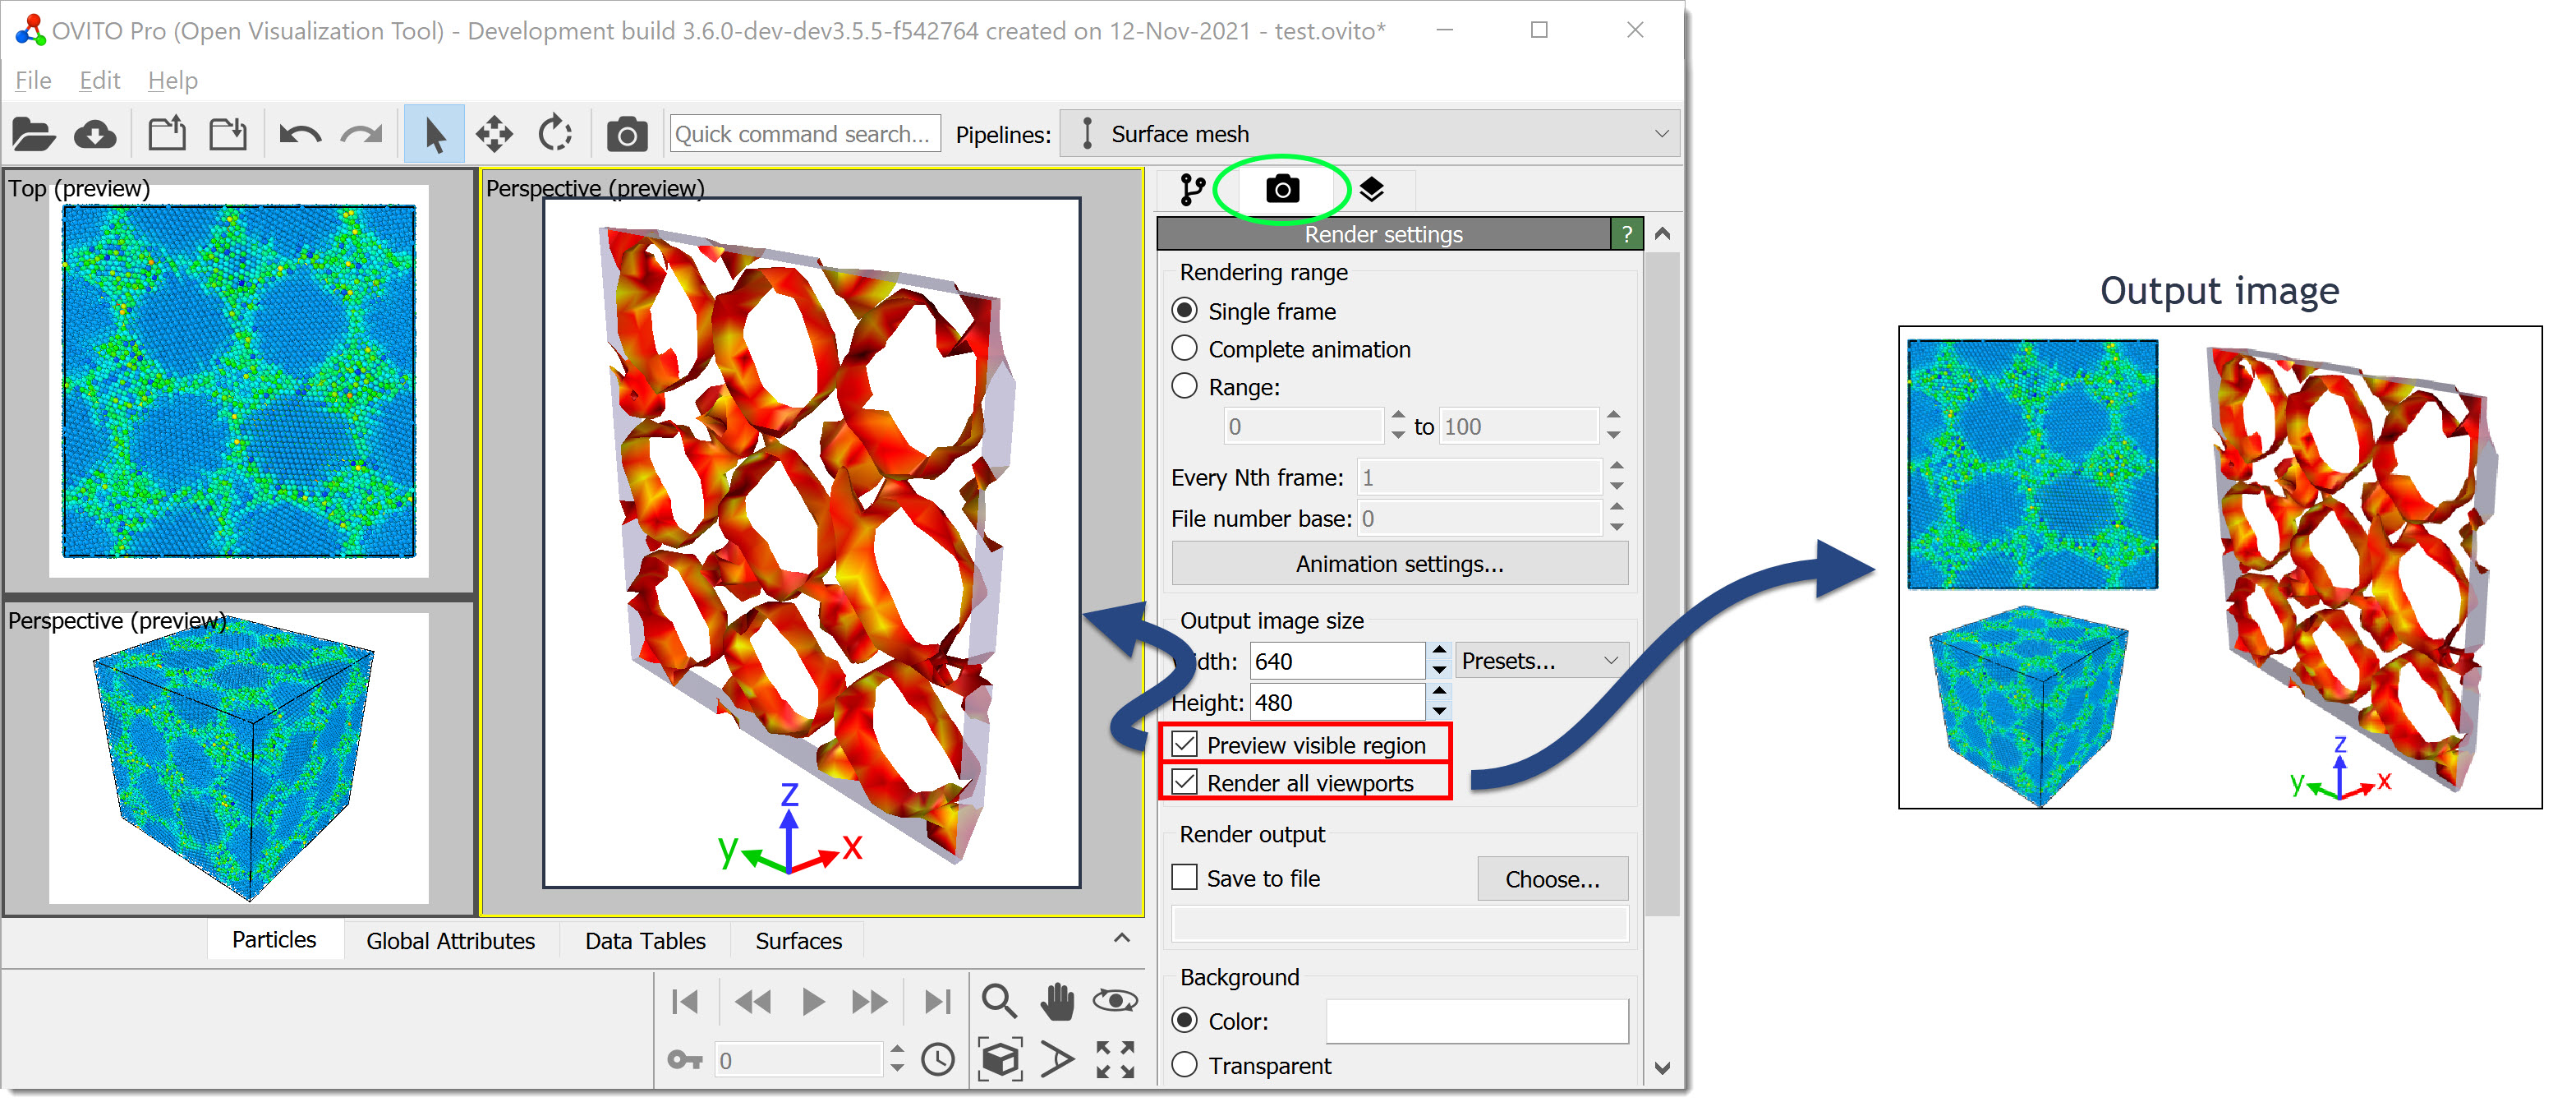 OVITO Pro (Open Visualization Tool) - Development build 3.6.0-dev-dev3.5.5-f542764 created on 12-Nov-2021 - test.ovito*
File Edit Help
Quick command search... Pipelines: Surface mesh
Top (preview)
Perspective (preview)
Perspective (preview)
z
y x
Render settings ?
Rendering range
Single frame
Complete animation
Range:
0 to 100
Every Nth frame: 1
File number base: 0
Animation settings...
Output image size
Width: 640 Presets...
Height: 480
Preview visible region
Render all viewports
Render output
Save to file Choose...
Background
Color:
Transparent
Particles Global Attributes Data Tables Surfaces
0
Output image
z
y x